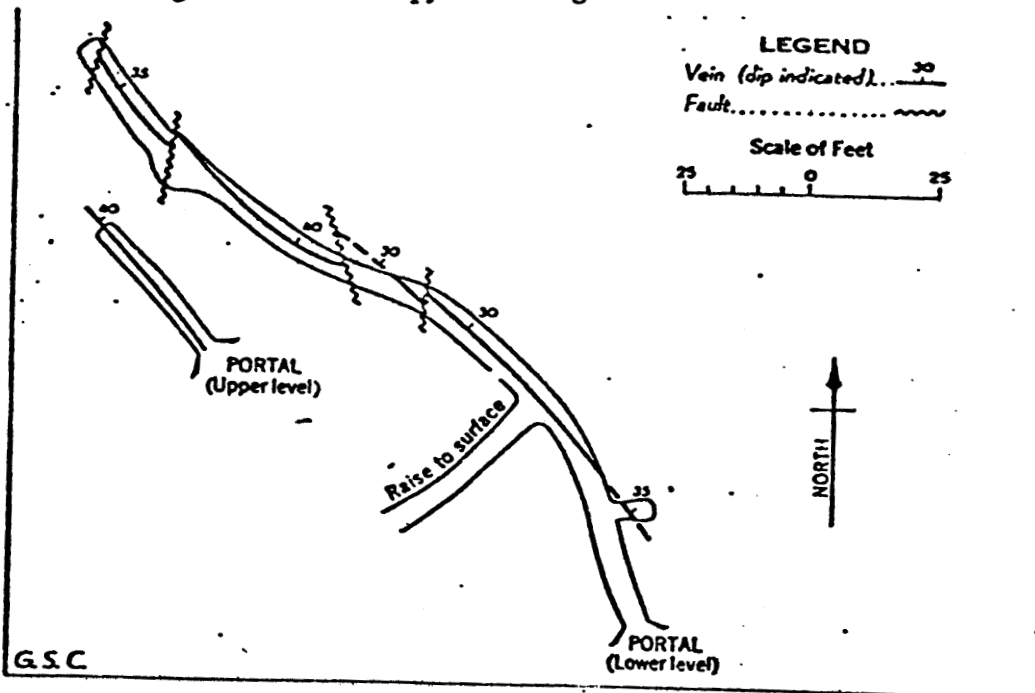 LEGEND
Vein (dip indicated)... 30
Fault................
Scale of Feet
25 0 25
35
40
40
30
30
PORTAL
(Upper level)
Raise to surface
35
NORTH
PORTAL
(Lower level)
G.S.C.